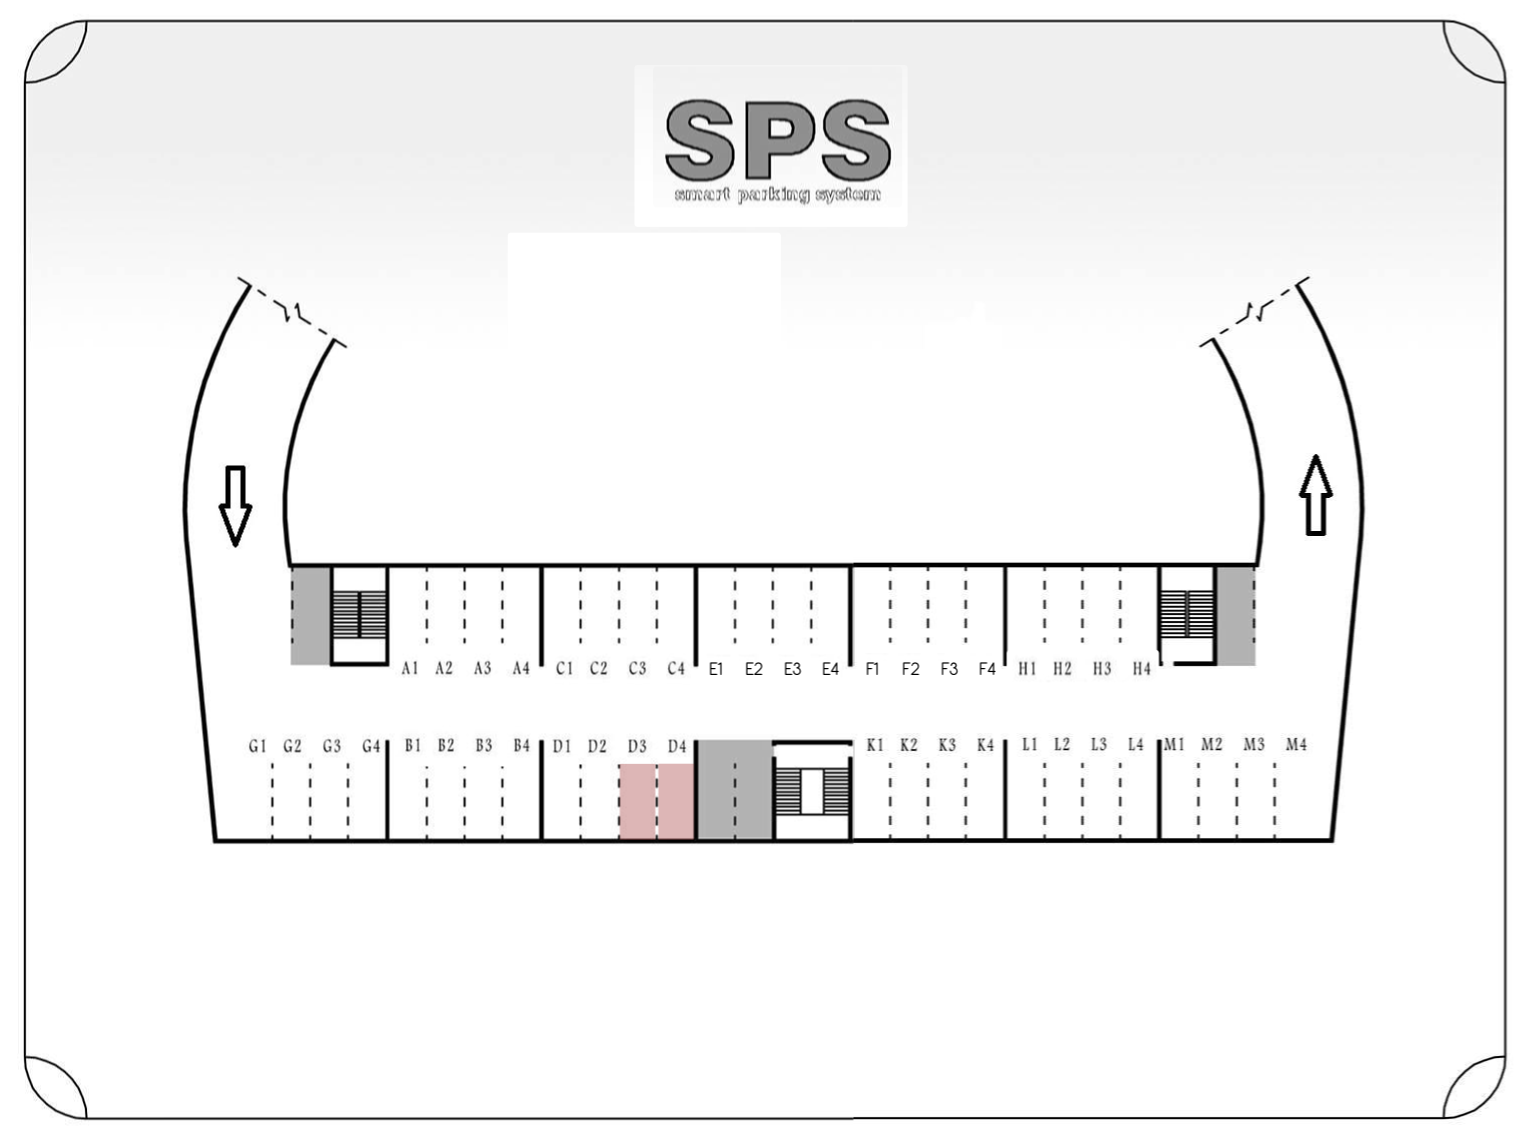 SPS
smart parking system
A1 A2 A3 A4 C1 C2 C3 C4 E1 E2 E3 E4 F1 F2 F3 F4 H1 H2 H3 H4
G1 G2 G3 G4 B1 B2 B3 B4 D1 D2 D3 D4 K1 K2 K3 K4 L1 L2 L3 L4 M1 M2 M3 M4